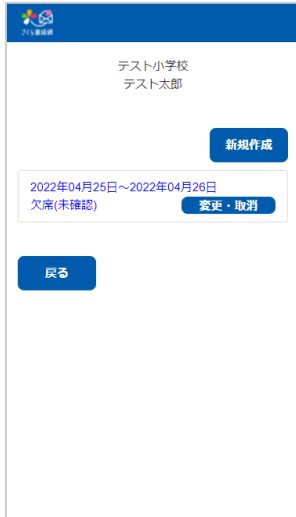 さくら連絡網
テスト小学校
テスト太郎
新規作成
2022年04月25日～2022年04月26日
欠席(未確認)
変更・取消
戻る